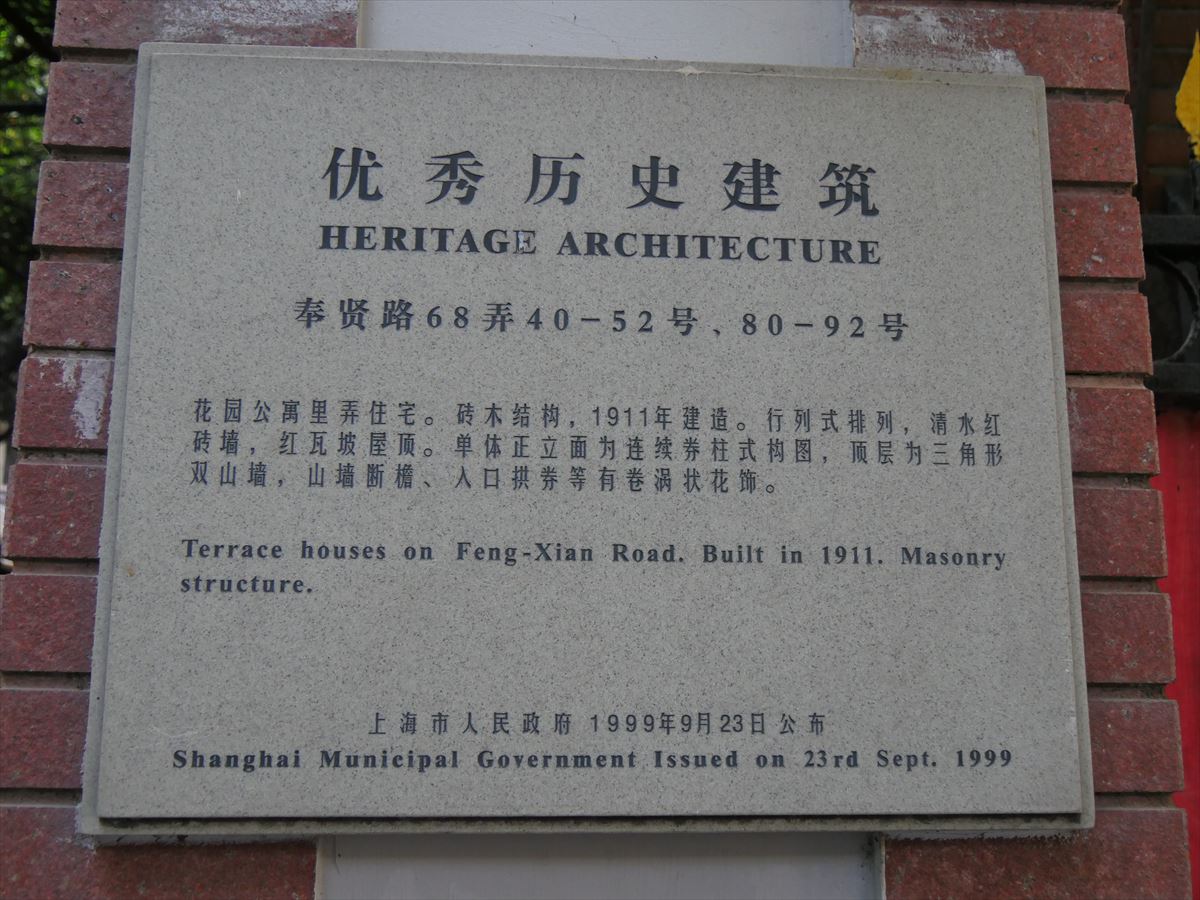 优秀历史建筑
HERITAGE ARCHITECTURE
奉贤路68弄40-52号、80-92号
花园公寓里弄住宅。砖木结构，1911年建造。行列式排列，清水红
砖墙，红瓦坡屋顶。单体正立面为连续券柱式构图，顶层为三角形
双山墙，山墙断檐、入口拱券等有卷涡状花饰。
Terrace houses on Feng-Xian Road. Built in 1911. Masonry
structure.
上海市人民政府 1999年9月23日公布
Shanghai Municipal Government Issued on 23rd Sept. 1999